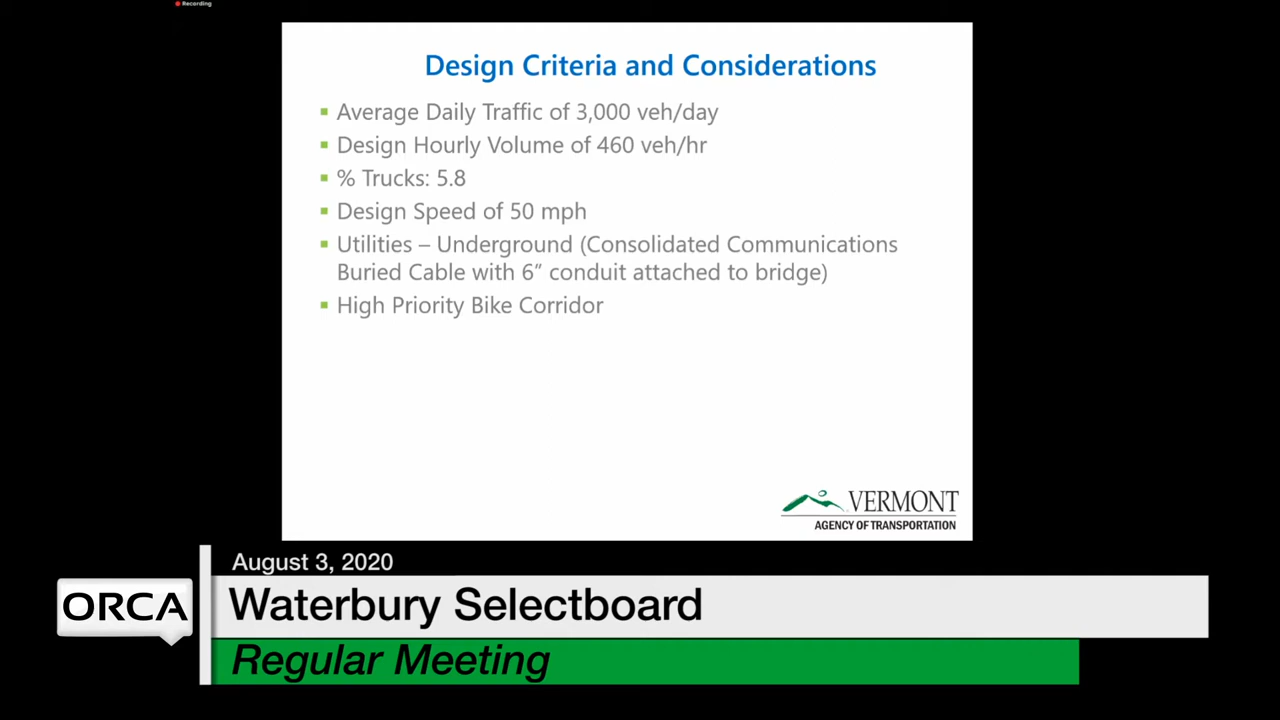 Recording
Design Criteria and Considerations
▪ Average Daily Traffic of 3,000 veh/day
▪ Design Hourly Volume of 460 veh/hr
▪ % Trucks: 5.8
▪ Design Speed of 50 mph
▪ Utilities – Underground (Consolidated Communications
Buried Cable with 6” conduit attached to bridge)
▪ High Priority Bike Corridor
VERMONT
AGENCY OF TRANSPORTATION
August 3, 2020
ORCA
Waterbury Selectboard
Regular Meeting